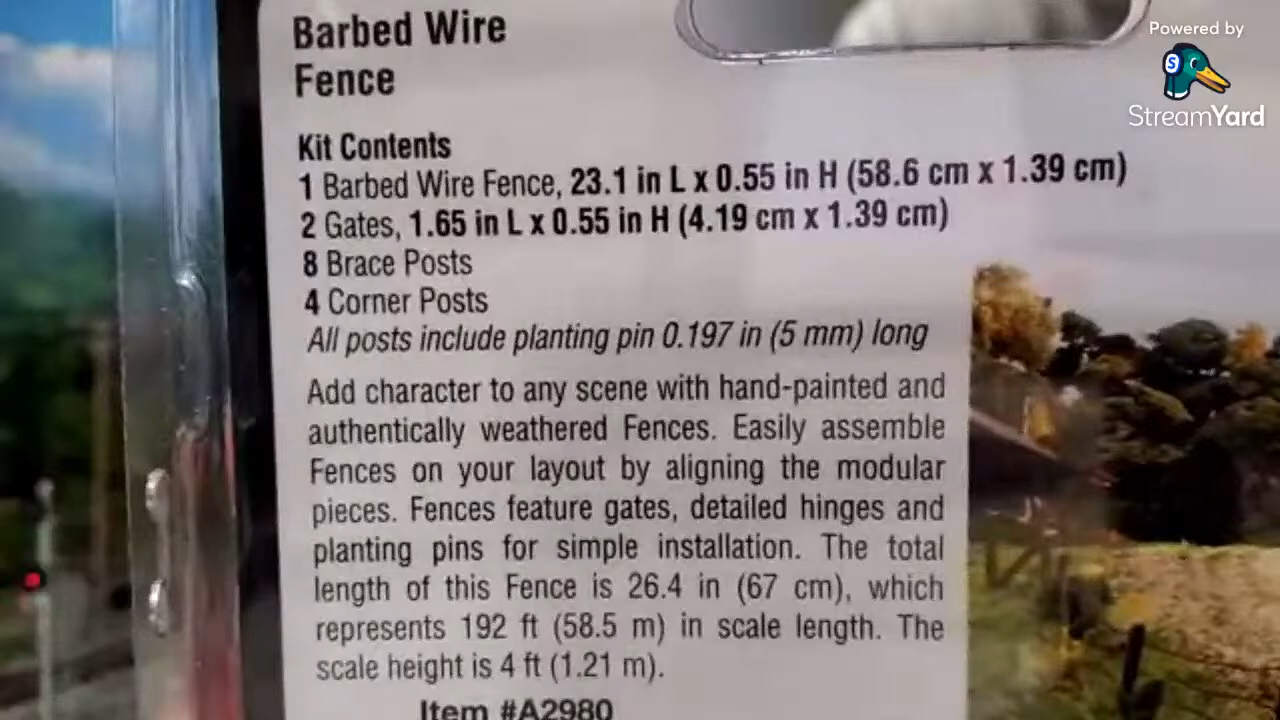 Powered by
StreamYard
Barbed Wire
Fence
Kit Contents
1 Barbed Wire Fence, 23.1 in L x 0.55 in H (58.6 cm x 1.39 cm)
2 Gates, 1.65 in L x 0.55 in H (4.19 cm x 1.39 cm)
8 Brace Posts
4 Corner Posts
All posts include planting pin 0.197 in (5 mm) long
Add character to any scene with hand-painted and
authentically weathered Fences. Easily assemble
Fences on your layout by aligning the modular
pieces. Fences feature gates, detailed hinges and
planting pins for simple installation. The total
length of this Fence is 26.4 in (67 cm), which
represents 192 ft (58.5 m) in scale length. The
scale height is 4 ft (1.21 m).
Item #A2980